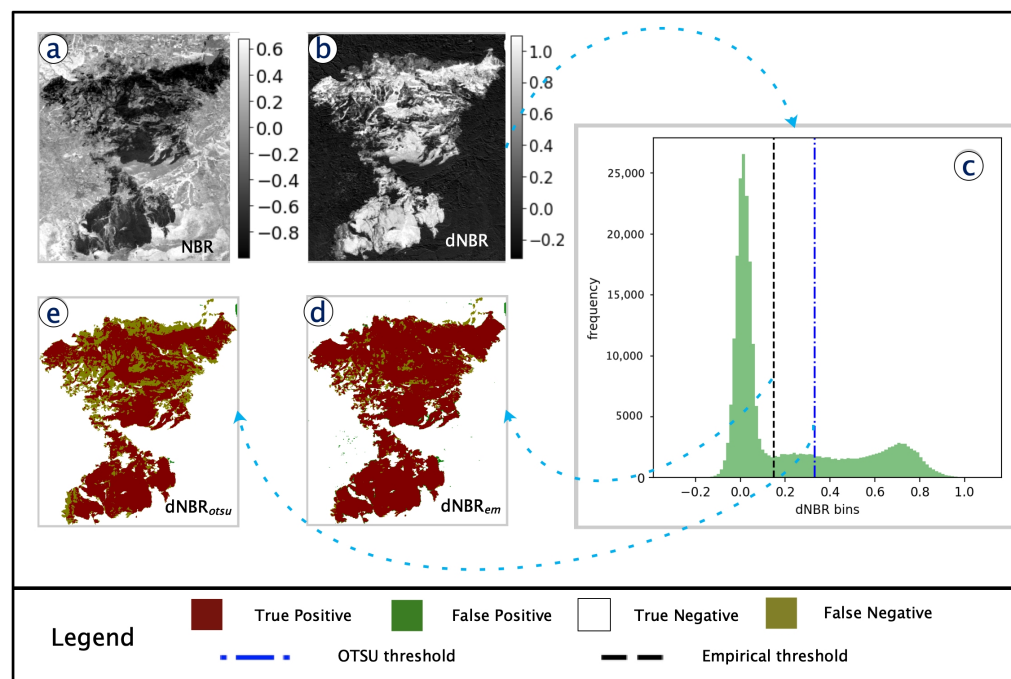 a
NBR
0.6
0.4
0.2
0.0
−0.2
−0.4
−0.6
−0.8
b
dNBR
1.0
0.8
0.6
0.4
0.2
0.0
−0.2
c
25,000
20,000
15,000
10,000
5000
0
frequency
−0.2 0.0 0.2 0.4 0.6 0.8 1.0
dNBR bins
e
dNBRotsu
d
dNBRem
Legend
True Positive
False Positive
True Negative
False Negative
OTSU threshold
Empirical threshold